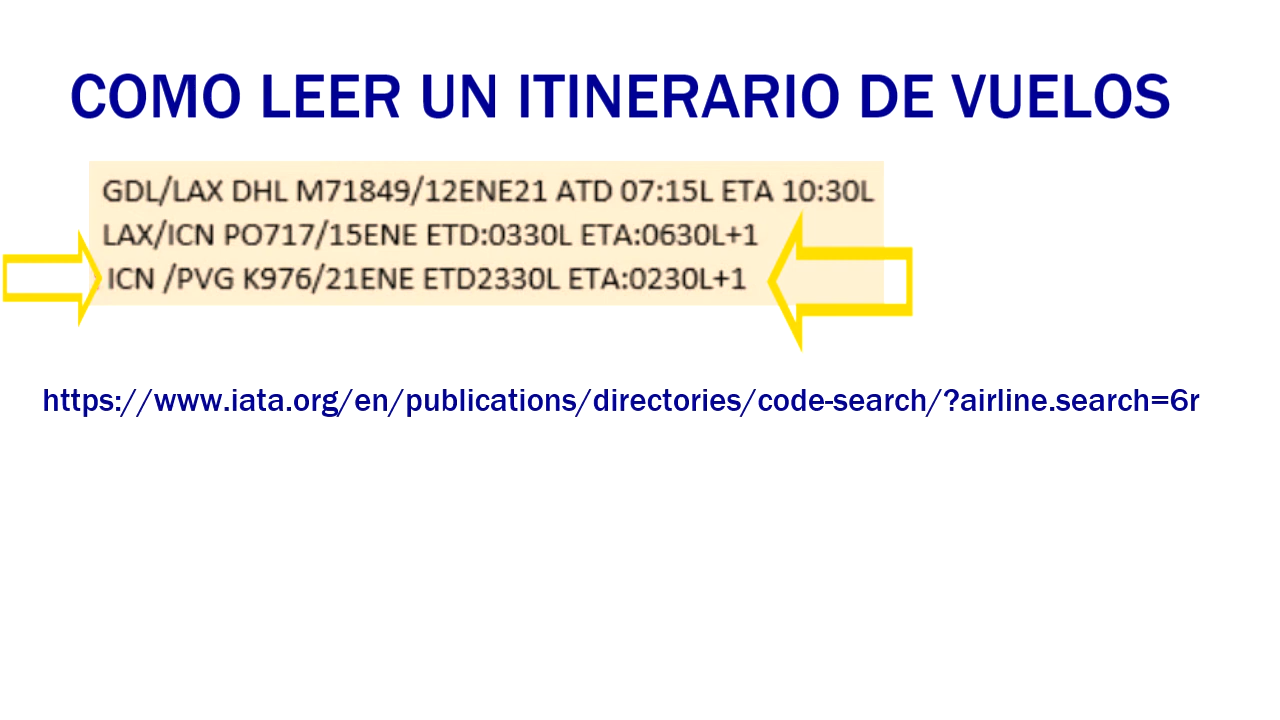 COMO LEER UN ITINERARIO DE VUELOS
GDL/LAX DHL M71849/12ENE21 ATD 07:15L ETA 10:30L
LAX/ICN PO717/15ENE ETD:0330L ETA:0630L+1
ICN /PVG K976/21ENE ETD2330L ETA:0230L+1
https://www.iata.org/en/publications/directories/code-search/?airline.search=6r